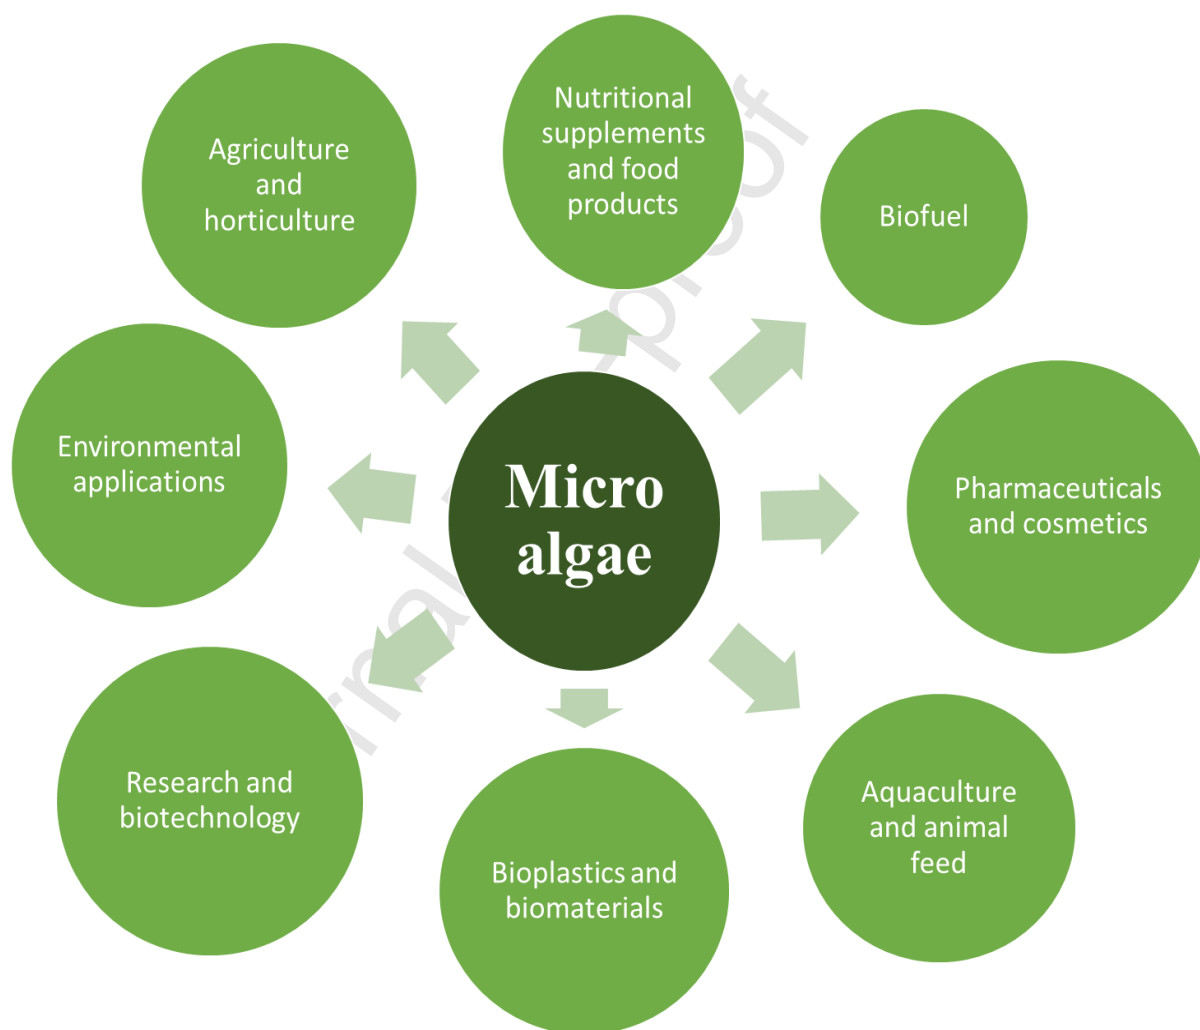 Nutritional
supplements
and food
products
Biofuel
Pharmaceuticals
and cosmetics
Aquaculture
and animal
feed
Bioplastics and
biomaterials
Research and
biotechnology
Environmental
applications
Agriculture
and
horticulture
Micro
algae